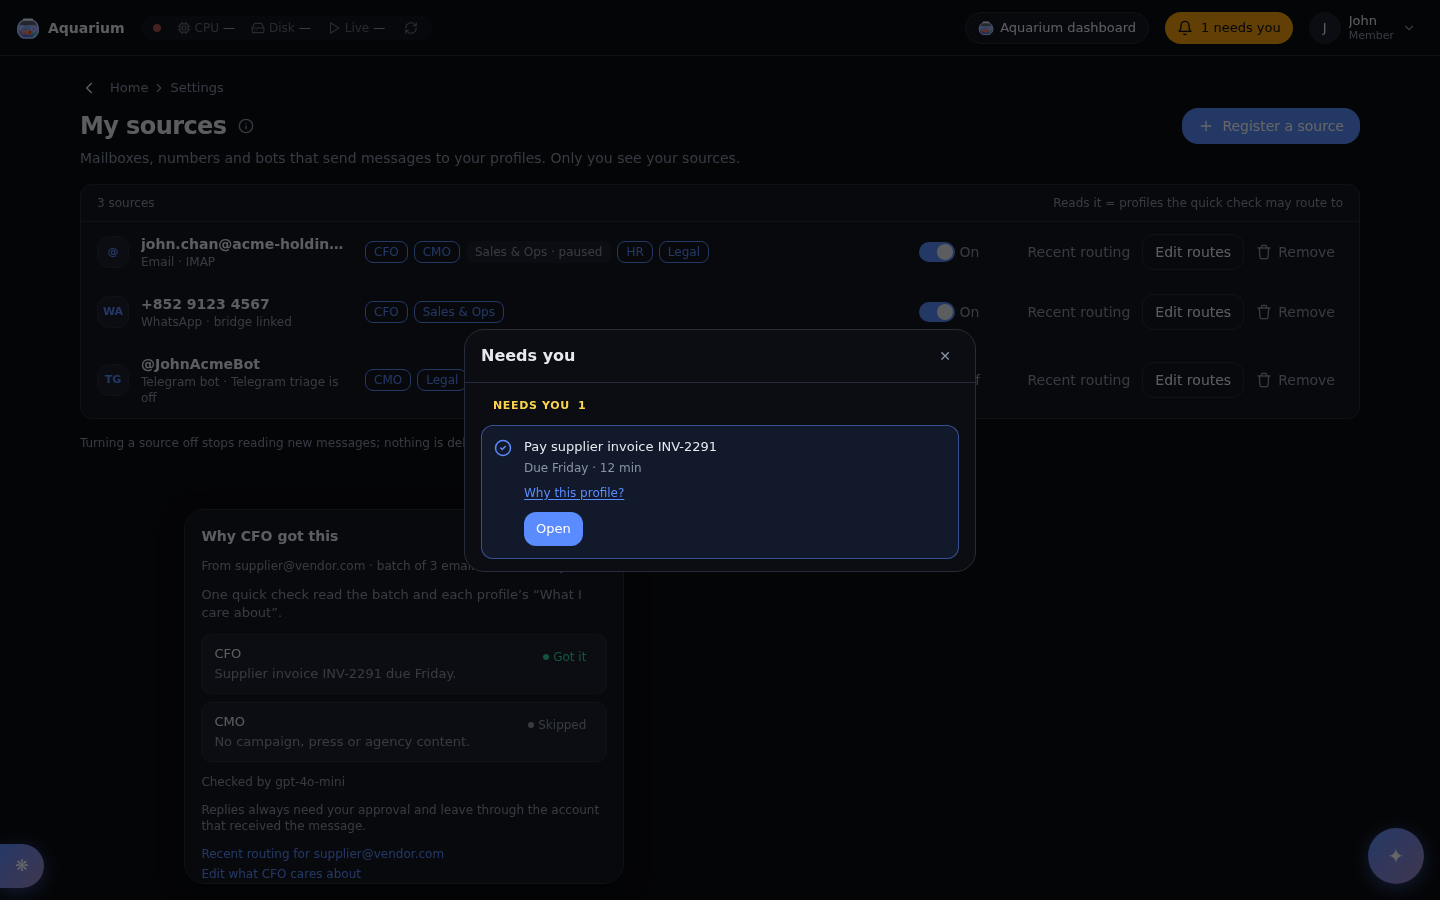 Aquarium
CPU —
Disk —
Live —
Aquarium dashboard
1 needs you
J
John
Member
Home
Settings
My sources
Register a source
Mailboxes, numbers and bots that send messages to your profiles. Only you see your sources.
3 sources
Reads it = profiles the quick check may route to
@
john.chan@acme-holdin…
Email · IMAP
CFO
CMO
Sales & Ops · paused
HR
Legal
On
Recent routing
Edit routes
Remove
WA
+852 9123 4567
WhatsApp · bridge linked
CFO
Sales & Ops
On
Recent routing
Edit routes
Remove
TG
@JohnAcmeBot
Telegram bot · Telegram triage is
off
CMO
Legal
Recent routing
Edit routes
Remove
Turning a source off stops reading new messages; nothing is
Needs you
NEEDS YOU 1
Pay supplier invoice INV-2291
Due Friday · 12 min
Why this profile?
Open
Why CFO got this
From supplier@vendor.com · batch of 3
One quick check read the batch and each profile’s “What I
care about”.
CFO
Got it
Supplier invoice INV-2291 due Friday.
CMO
Skipped
No campaign, press or agency content.
Checked by gpt-4o-mini
Replies always need your approval and leave through the account
that received the message.
Recent routing for supplier@vendor.com
Edit what CFO cares about